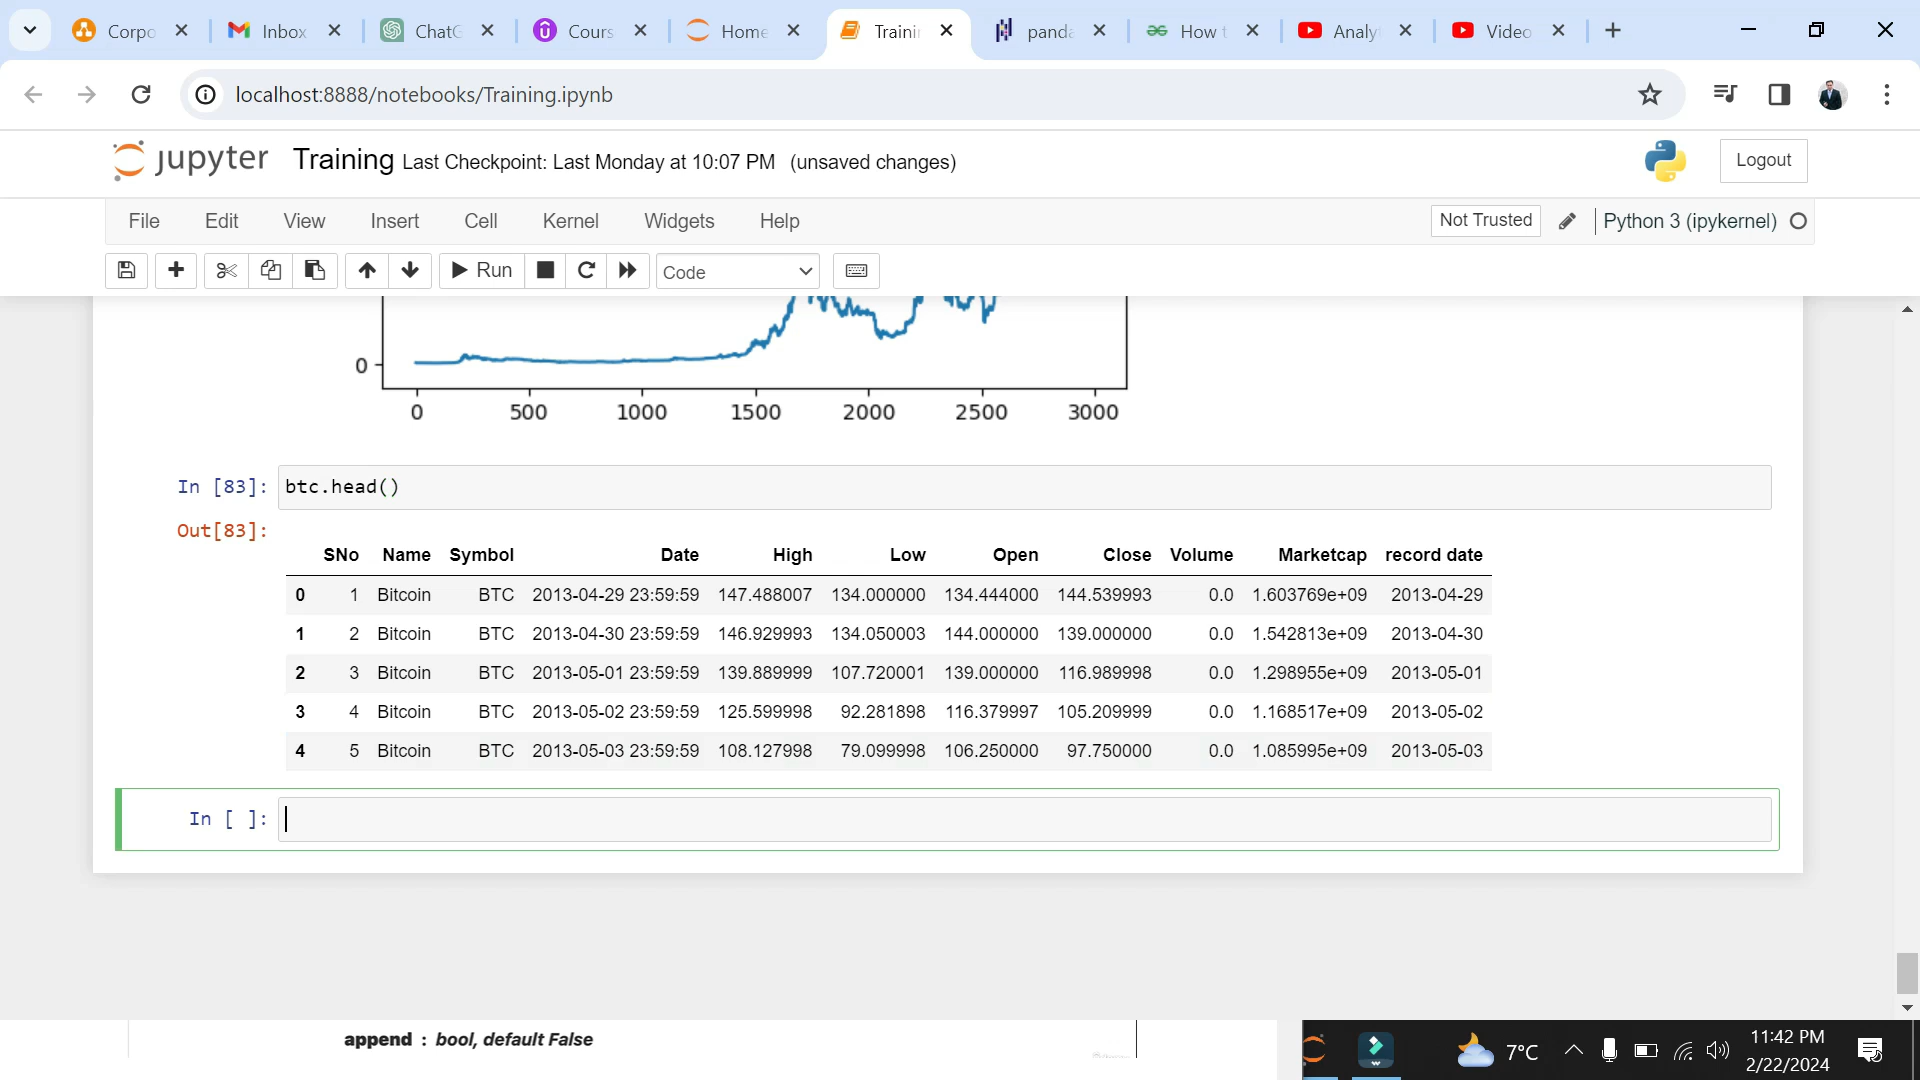 Corpo
Inbox
ChatG
Cours
Home
Traini
panda
How t
Analy
Video
localhost:8888/notebooks/Training.ipynb
jupyter Training Last Checkpoint: Last Monday at 10:07 PM (unsaved changes)
Logout
File Edit View Insert Cell Kernel Widgets Help
Not Trusted
Python 3 (ipykernel)
Run
Code
0
0 500 1000 1500 2000 2500 3000
In [83]: btc.head()
Out[83]:
SNo Name Symbol Date High Low Open Close Volume Marketcap record date
0 1 Bitcoin BTC 2013-04-29 23:59:59 147.488007 134.000000 134.444000 144.539993 0.0 1.603769e+09 2013-04-29
1 2 Bitcoin BTC 2013-04-30 23:59:59 146.929993 134.050003 144.000000 139.000000 0.0 1.542813e+09 2013-04-30
2 3 Bitcoin BTC 2013-05-01 23:59:59 139.889999 107.720001 139.000000 116.989998 0.0 1.298955e+09 2013-05-01
3 4 Bitcoin BTC 2013-05-02 23:59:59 125.599998 92.281898 116.379997 105.209999 0.0 1.168517e+09 2013-05-02
4 5 Bitcoin BTC 2013-05-03 23:59:59 108.127998 79.099998 106.250000 97.750000 0.0 1.085995e+09 2013-05-03
In [ ]:
append : bool, default False
7°C
11:42 PM
2/22/2024